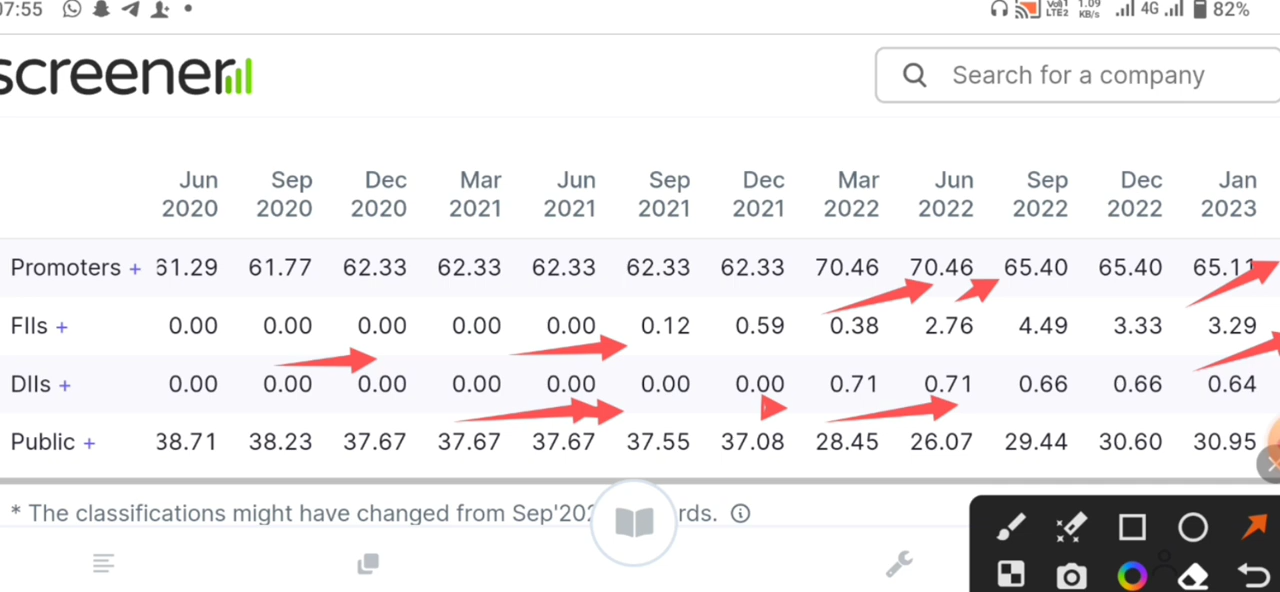 07:55 1.09 4G 82%
LTE2 KB/s
screener Search for a company
Jun Sep Dec Mar Jun Sep Dec Mar Jun Sep Dec Jan
2020 2020 2020 2021 2021 2021 2021 2022 2022 2022 2022 2023
Promoters + 61.29 61.77 62.33 62.33 62.33 62.33 62.33 70.46 70.46 65.40 65.40 65.11
FIIs + 0.00 0.00 0.00 0.00 0.00 0.12 0.59 0.38 2.76 4.49 3.33 3.29
DIIs + 0.00 0.00 0.00 0.00 0.00 0.00 0.00 0.71 0.71 0.66 0.66 0.64
Public + 38.71 38.23 37.67 37.67 37.67 37.55 37.08 28.45 26.07 29.44 30.60 30.95
* The classifications might have changed from Sep'202 rds.